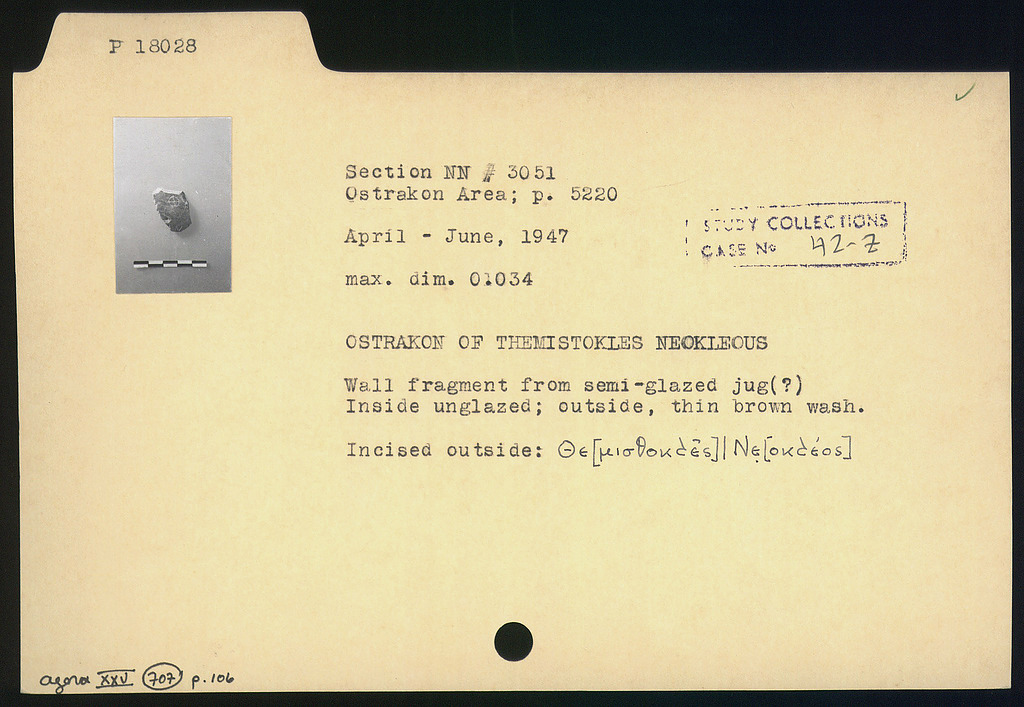 P 18028
Section NN # 3051
Ostrakon Area; p. 5220
April - June, 1947
STUDY COLLECTIONS
CASE No 42-Z
max. dim. 0.034
OSTRAKON OF THEMISTOKLES NEOKLEOUS
Wall fragment from semi-glazed jug(?)
Inside unglazed; outside, thin brown wash.
Incised outside: Θε[μισθοκλε͂ς]| Νẹ[οκλέος]
agora XXV 707 p. 106